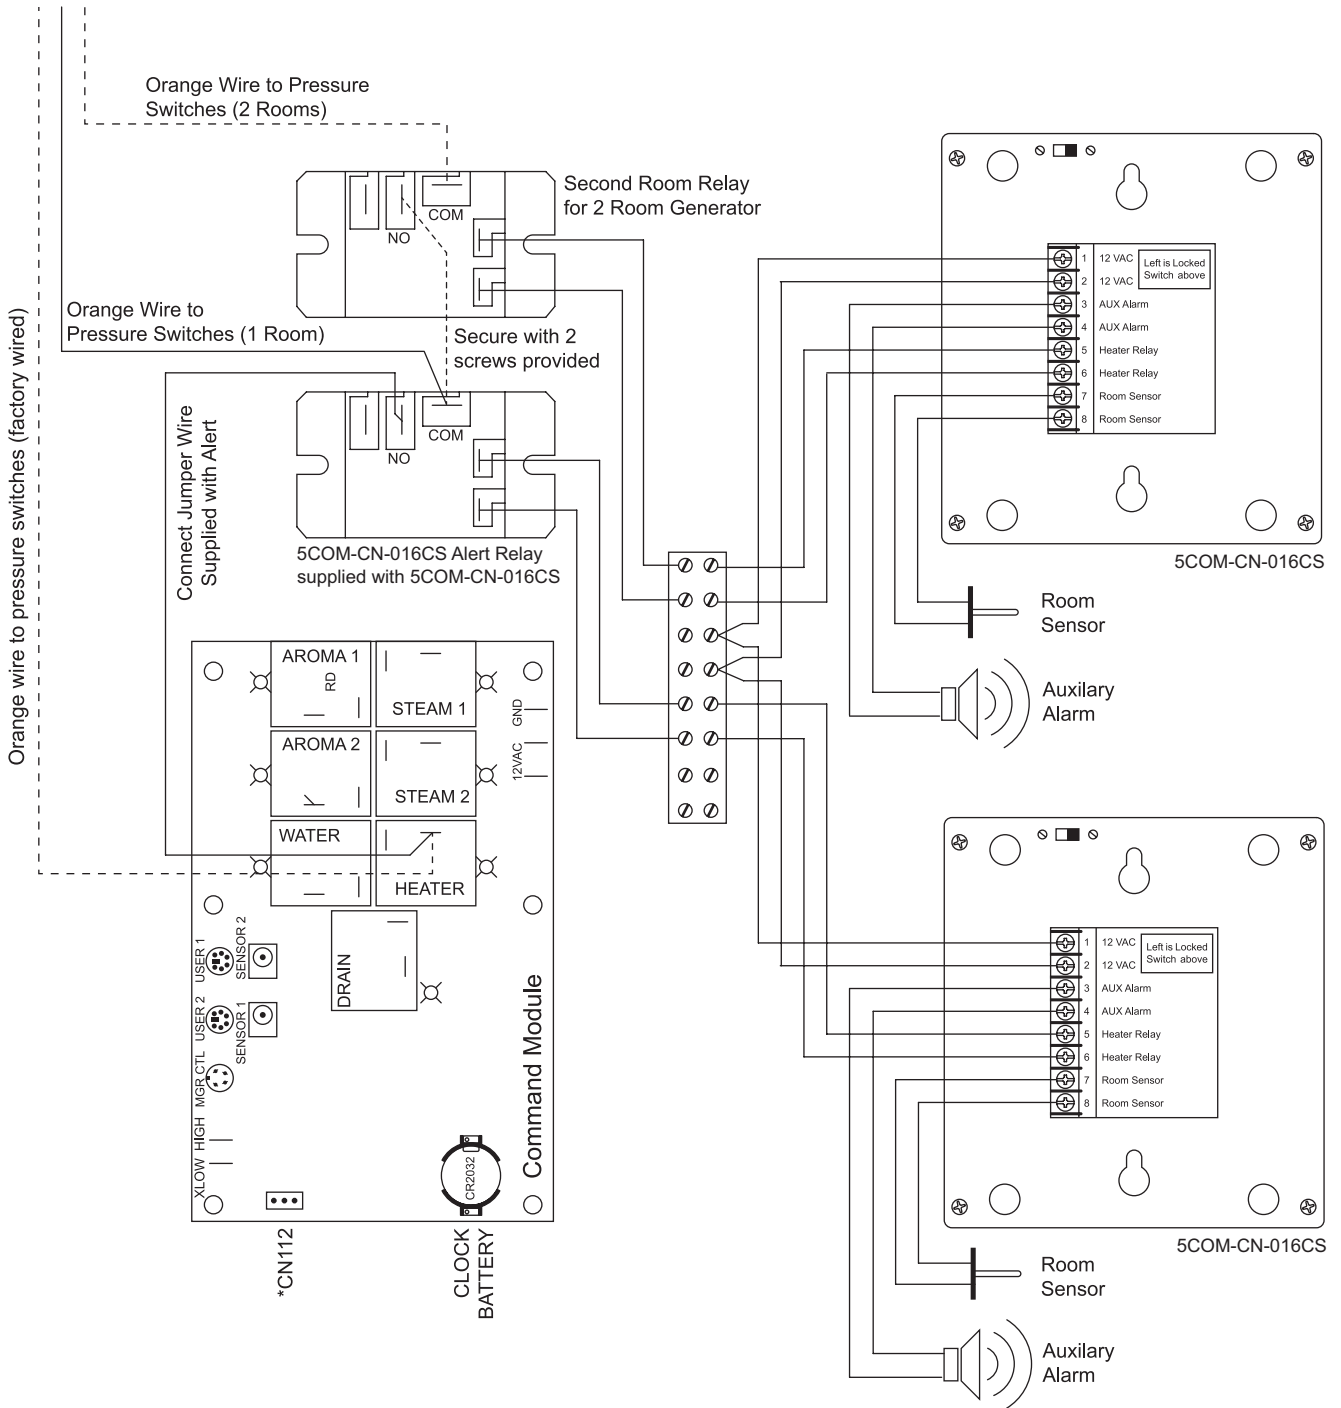 Orange Wire to Pressure
Switches (2 Rooms)
Second Room Relay
for 2 Room Generator
COM
NO
Orange Wire to
Pressure Switches (1 Room)
Secure with 2
screws provided
COM
NO
5COM-CN-016CS Alert Relay
supplied with 5COM-CN-016CS
Orange wire to pressure switches (factory wired)
Connect Jumper Wire
Supplied with Alert
1 12 VAC
2 12 VAC
3 AUX Alarm
4 AUX Alarm
5 Heater Relay
6 Heater Relay
7 Room Sensor
8 Room Sensor
Left is Locked
Switch above
5COM-CN-016CS
Room
Sensor
Auxilary
Alarm
AROMA 1
RD
STEAM 1
GND
AROMA 2
STEAM 2
12VAC
WATER
HEATER
DRAIN
USER 1
SENSOR 2
USER 2
SENSOR 1
MGR CTL
HIGH
XLOW
CR2032
Command Module
*CN112
CLOCK
BATTERY
1 12 VAC
2 12 VAC
3 AUX Alarm
4 AUX Alarm
5 Heater Relay
6 Heater Relay
7 Room Sensor
8 Room Sensor
Left is Locked
Switch above
5COM-CN-016CS
Room
Sensor
Auxilary
Alarm